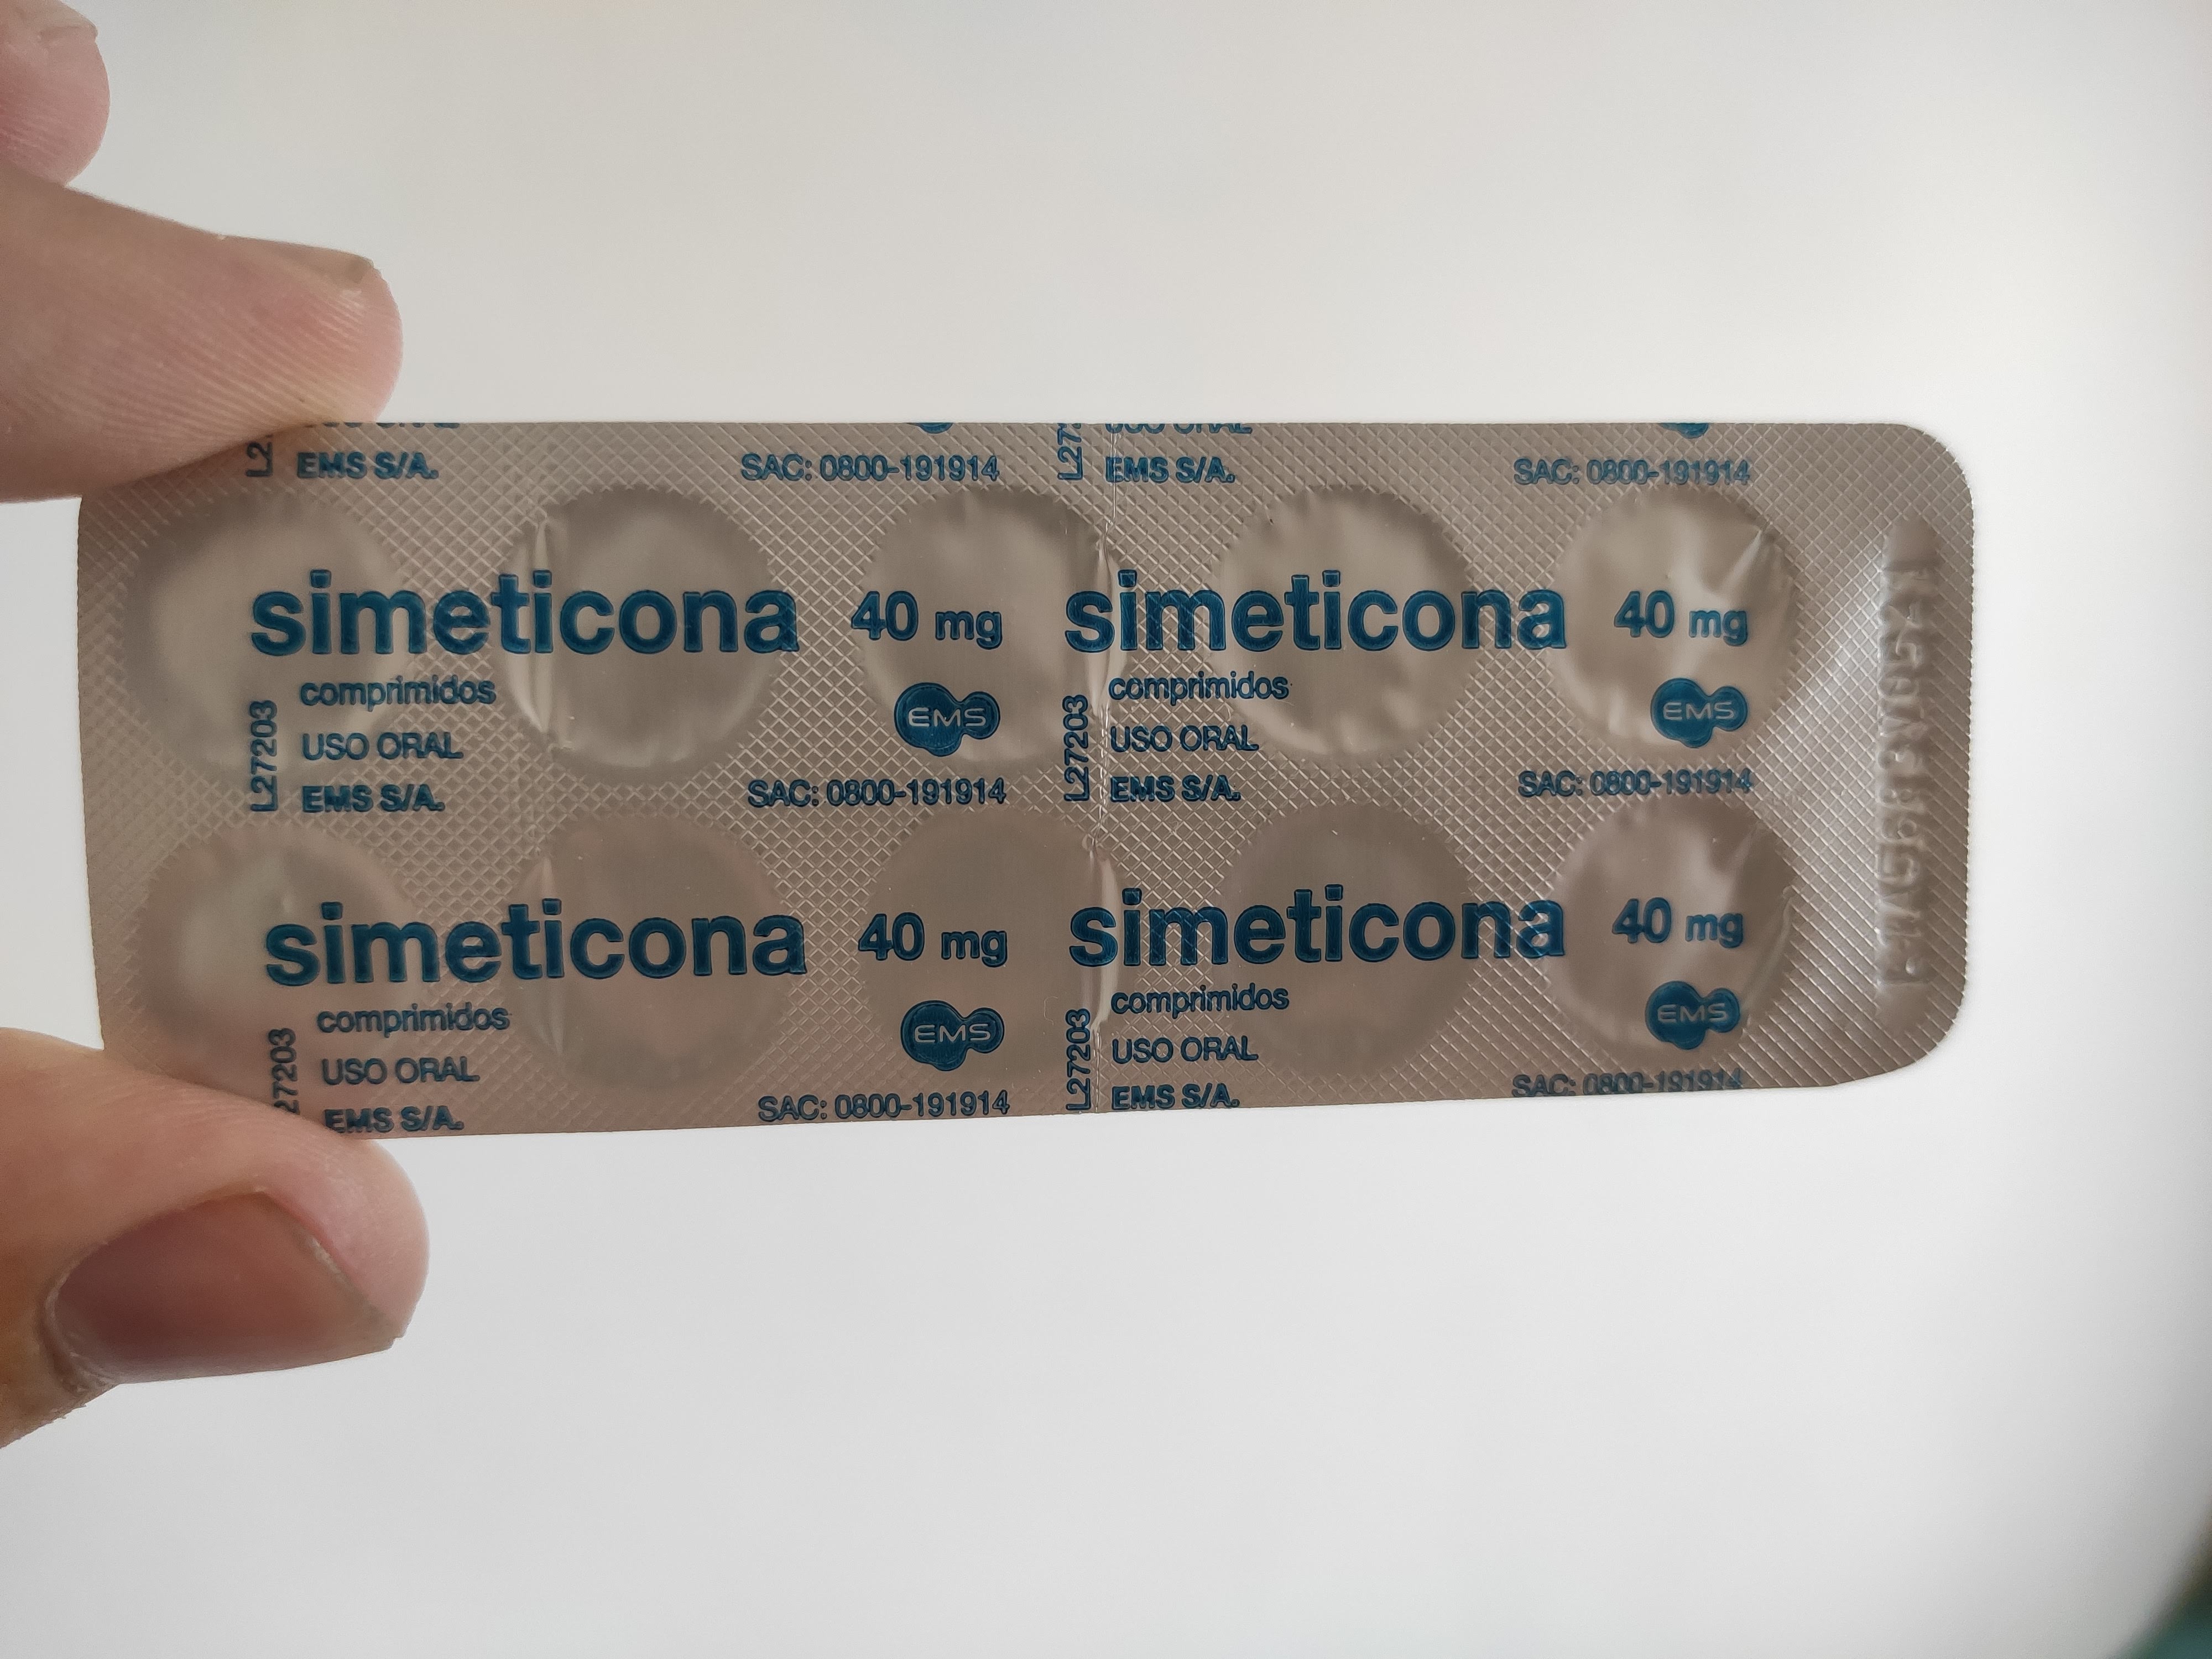 EMS S/A. SAC: 0800-191914 EMS S/A. SAC: 0800-191914
simeticona 40 mg simeticona 40 mg
comprimidos comprimidos
EMS EMS
USO ORAL USO ORAL
L27203 EMS S/A. SAC: 0800-191914 L27203 EMS S/A. SAC: 0800-191914
simeticona 40 mg simeticona 40 mg
comprimidos comprimidos
EMS EMS
USO ORAL USO ORAL
27203 EMS S/A. SAC: 0800-191914 L27203 EMS S/A. SAC: 0800-191914